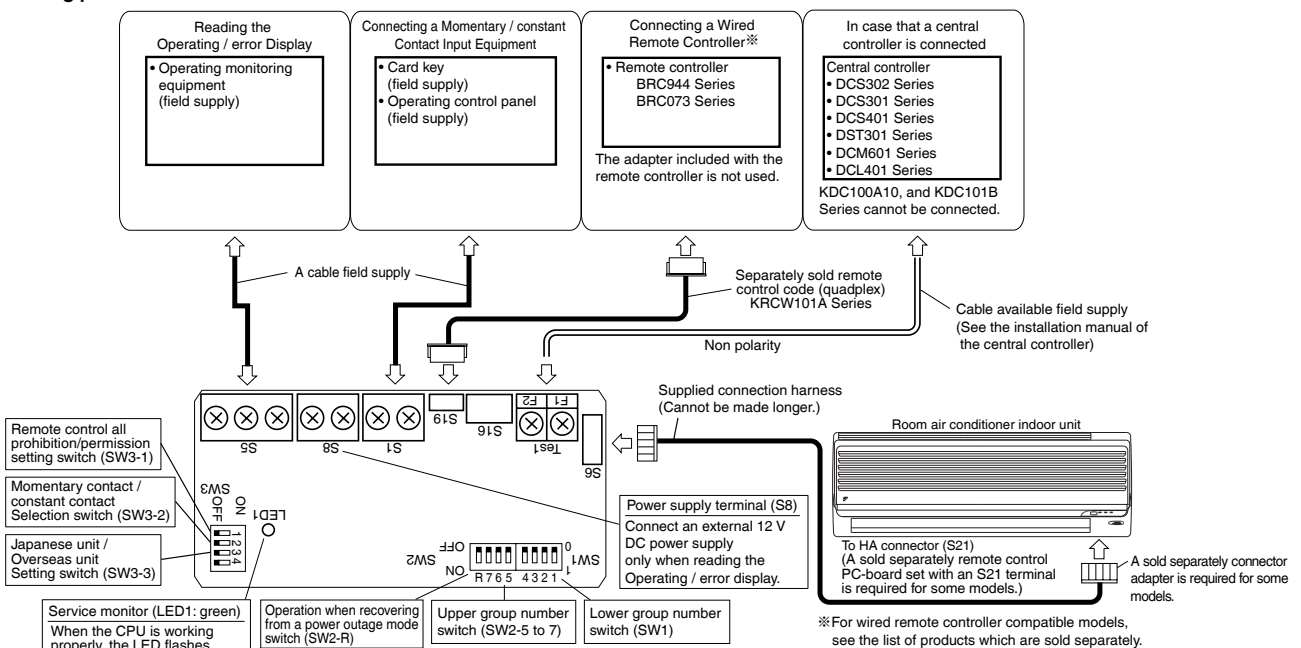 Reading the
Operating / error Display
• Operating monitoring
equipment
(field supply)
Connecting a Momentary / constant
Contact Input Equipment
• Card key
(field supply)
• Operating control panel
(field supply)
Connecting a Wired
Remote Controller※
• Remote controller
BRC944 Series
BRC073 Series
The adapter included with the
remote controller is not used.
In case that a central
controller is connected
Central controller
• DCS302 Series
• DCS301 Series
• DCS401 Series
• DST301 Series
• DCM601 Series
• DCL401 Series
KDC100A10, and KDC101B
Series cannot be connected.
A cable field supply
Separately sold remote
control code (quadplex)
KRCW101A Series
Non polarity
Cable available field supply
(See the installation manual of
the central controller)
Supplied connection harness
(Cannot be made longer.)
S5
S8
S1
S19
S16
F2
F1
Tes1
S6
Remote control all
prohibition/permission
setting switch (SW3-1)
Momentary contact /
constant contact
Selection switch (SW3-2)
Japanese unit /
Overseas unit
Setting switch (SW3-3)
SW3
OFF
ON
1
2
3
4
LED1
SW2
OFF
ON
R 7 6 5
4 3 2 1
0
1
SW1
Power supply terminal (S8)
Connect an external 12 V
DC power supply
only when reading the
Operating / error display.
Service monitor (LED1: green)
When the CPU is working
properly, the LED flashes
Operation when recovering
from a power outage mode
switch (SW2-R)
Upper group number
switch (SW2-5 to 7)
Lower group number
switch (SW1)
Room air conditioner indoor unit
To HA connector (S21)
(A sold separately remote control
PC-board set with an S21 terminal
is required for some models.)
A sold separately connector
adapter is required for some
models.
※For wired remote controller compatible models,
see the list of products which are sold separately.